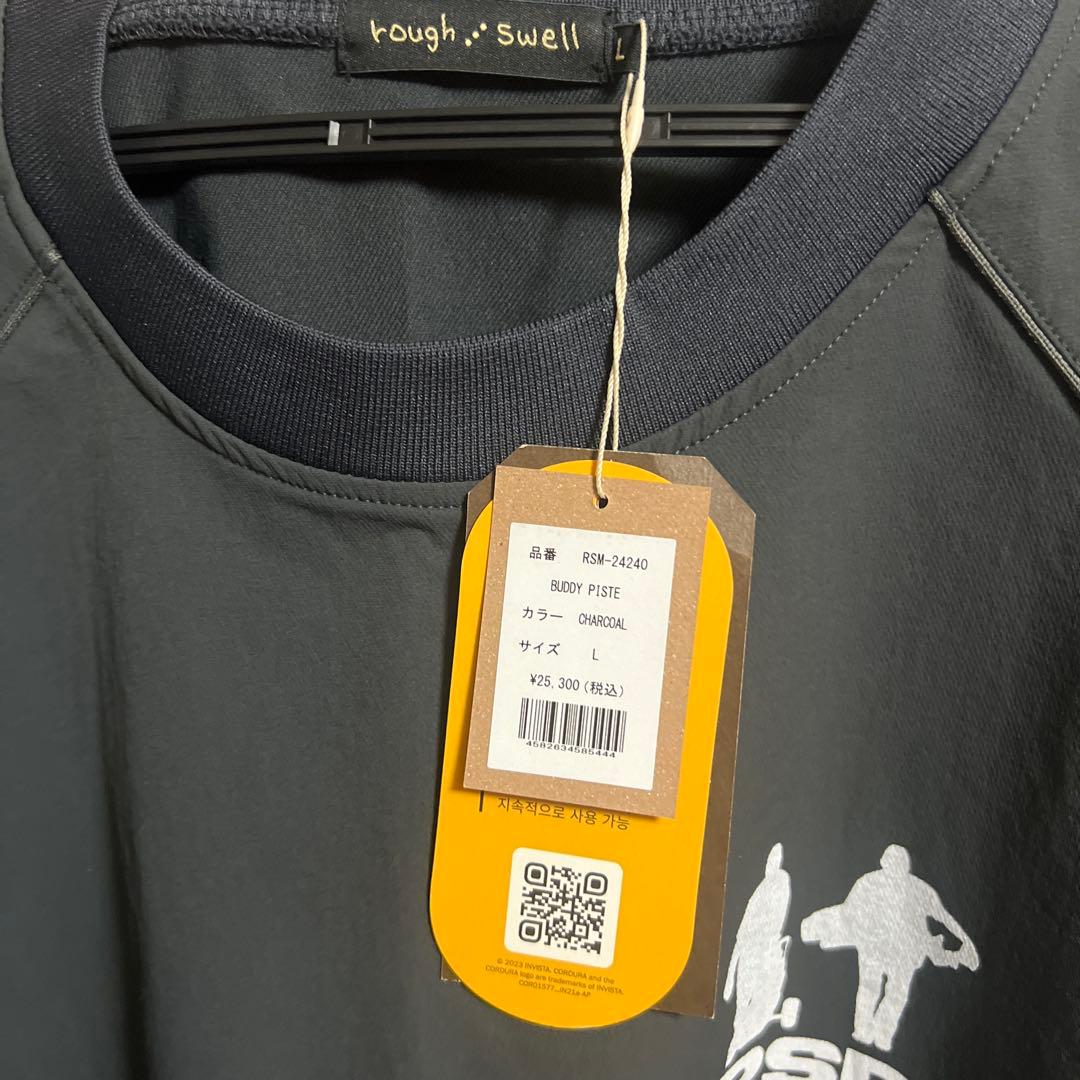 rough swell
L
品番 RSM-24240
BUDDY PISTE
カラー CHARCOAL
サイズ L
¥25,300(税込)
4582634585444
지속적으로 사용 가능
© 2023 INVISTA. CORDURA and the
CORDURA logo are trademarks of INVISTA.
COR01577_IN21a-AP